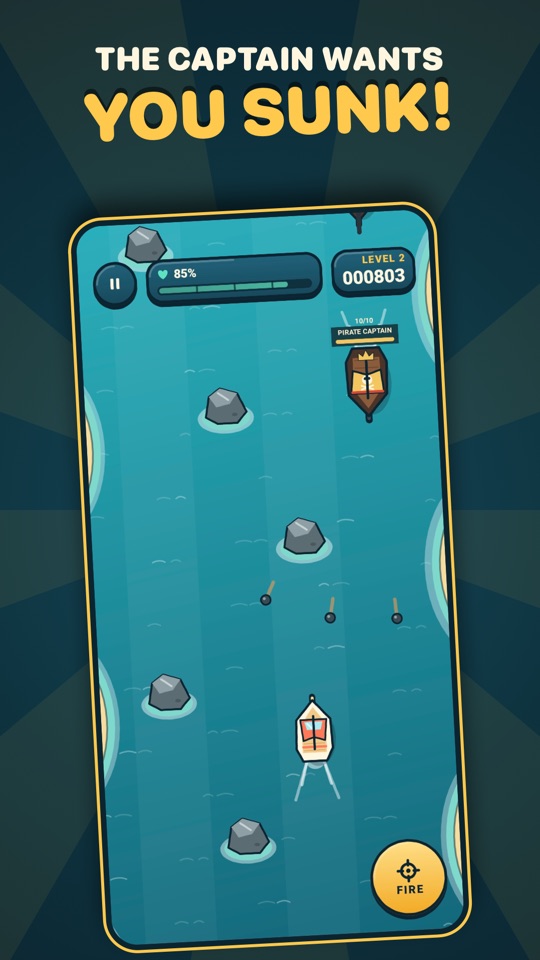 THE CAPTAIN WANTS
YOU SUNK!
85%
LEVEL 2
000803
10/10
PIRATE CAPTAIN
FIRE